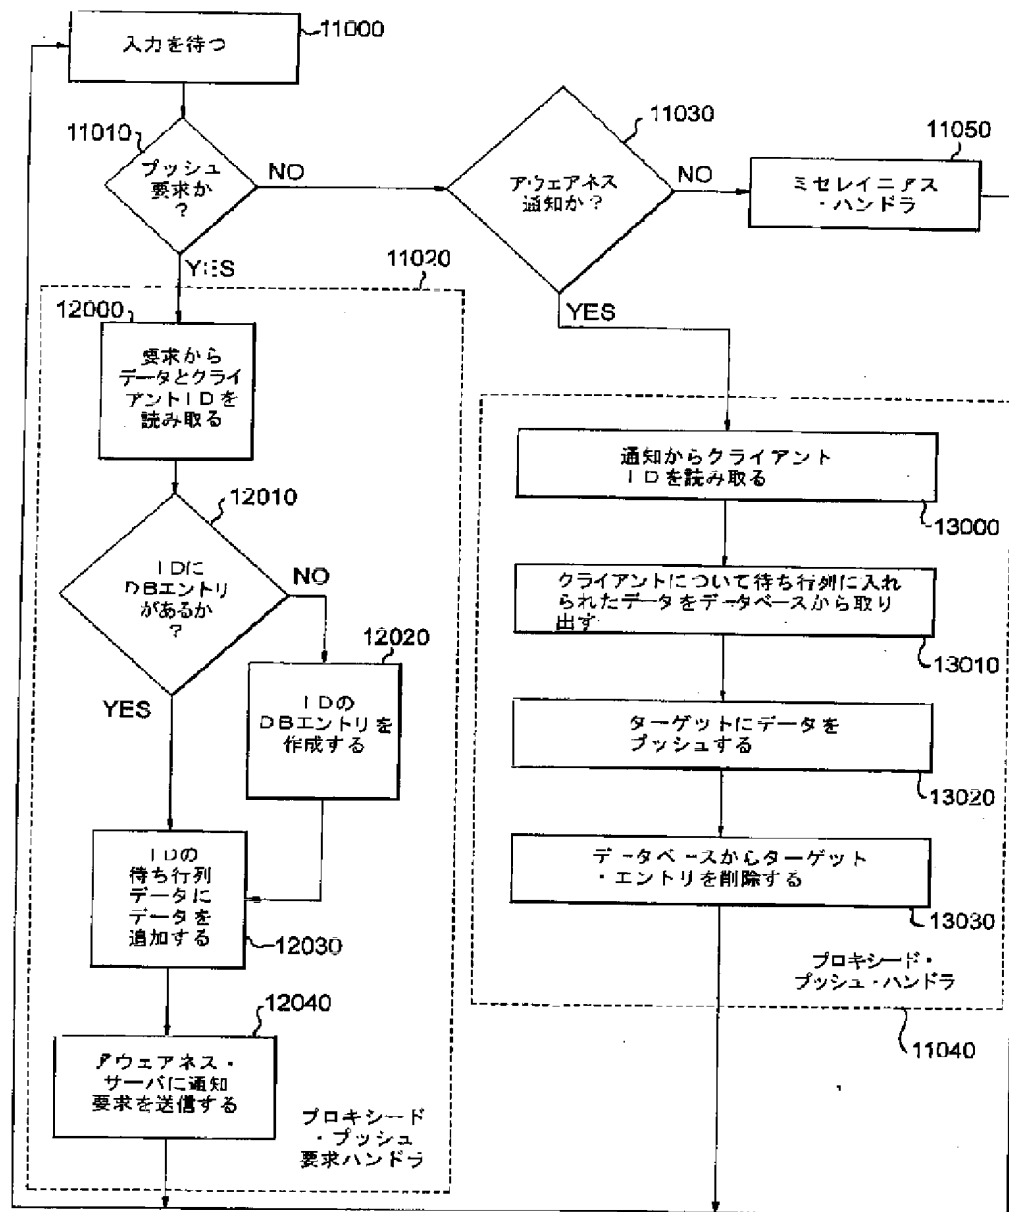 入力を待つ
11000
11010
プッシュ
要求か
?
NO
YES
11030
ア・ウェアネス
通知か?
NO
YES
11050
ミセレイニアス
・ハンドラ
11020
12000
要求から
データとクライ
アントIDを
読み取る
12010
IDに
DBエントリ
があるか
?
NO
YES
12020
IDの
DBエントリを
作成する
IDの
待ち行列
データに
データを
追加する
12030
12040
アウェアネス・
サーバに通知
要求を送信する
プロキシード
・プッシュ
要求ハンドラ
通知からクライアント
IDを読み取る
13000
クライアントについて待ち行列に入れ
られたデータをデータベースから取り
出す
13010
ターゲットにデータを
プッシュする
13020
データベースからターゲット
・エントリを削除する
13030
プロキシード・
プッシュ・ハンドラ
11040